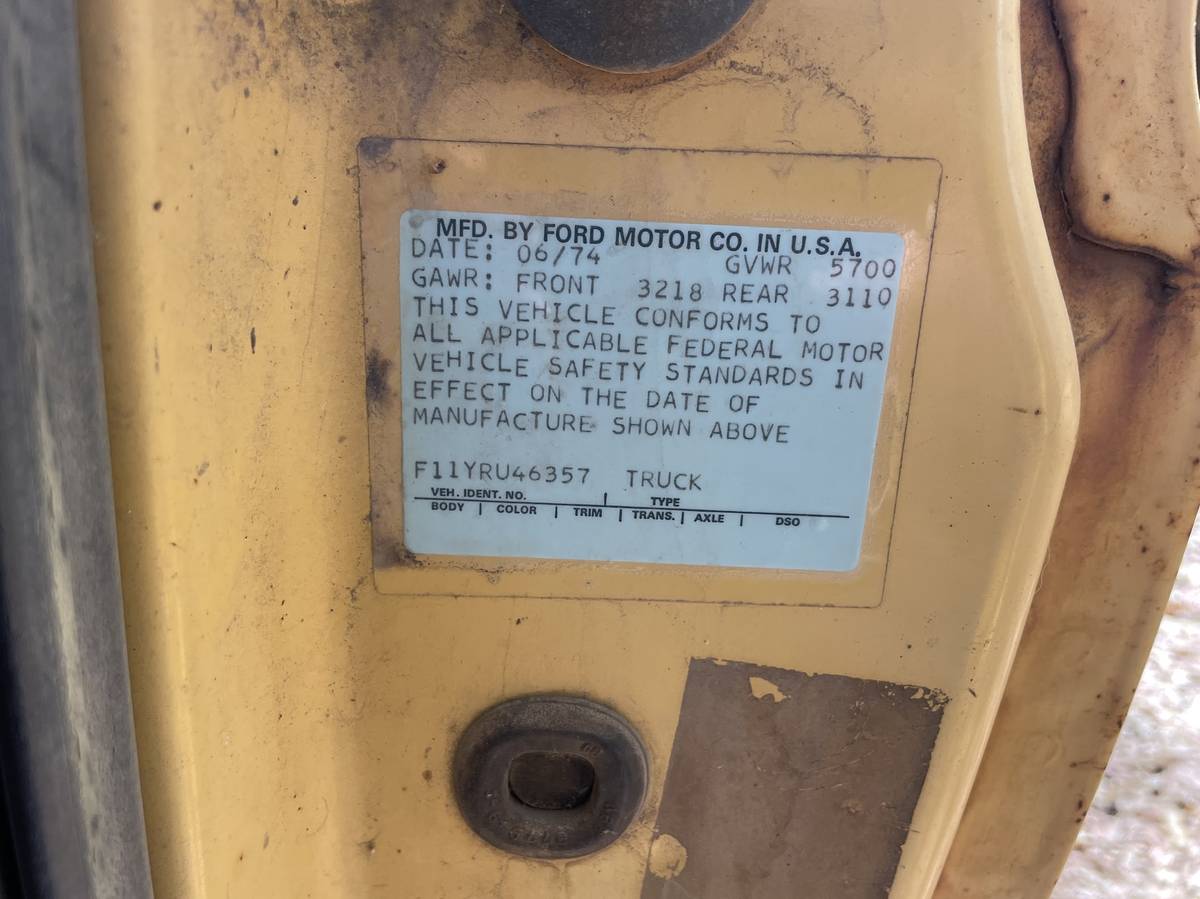 MFD. BY FORD MOTOR CO. IN U.S.A.
DATE: 06/74 GVWR 5700
GAWR: FRONT 3218 REAR 3110
THIS VEHICLE CONFORMS TO
ALL APPLICABLE FEDERAL MOTOR
VEHICLE SAFETY STANDARDS IN
EFFECT ON THE DATE OF
MANUFACTURE SHOWN ABOVE
F11YRU46357 TRUCK
VEH. IDENT. NO. TYPE
BODY | COLOR | TRIM | TRANS. | AXLE | DSO